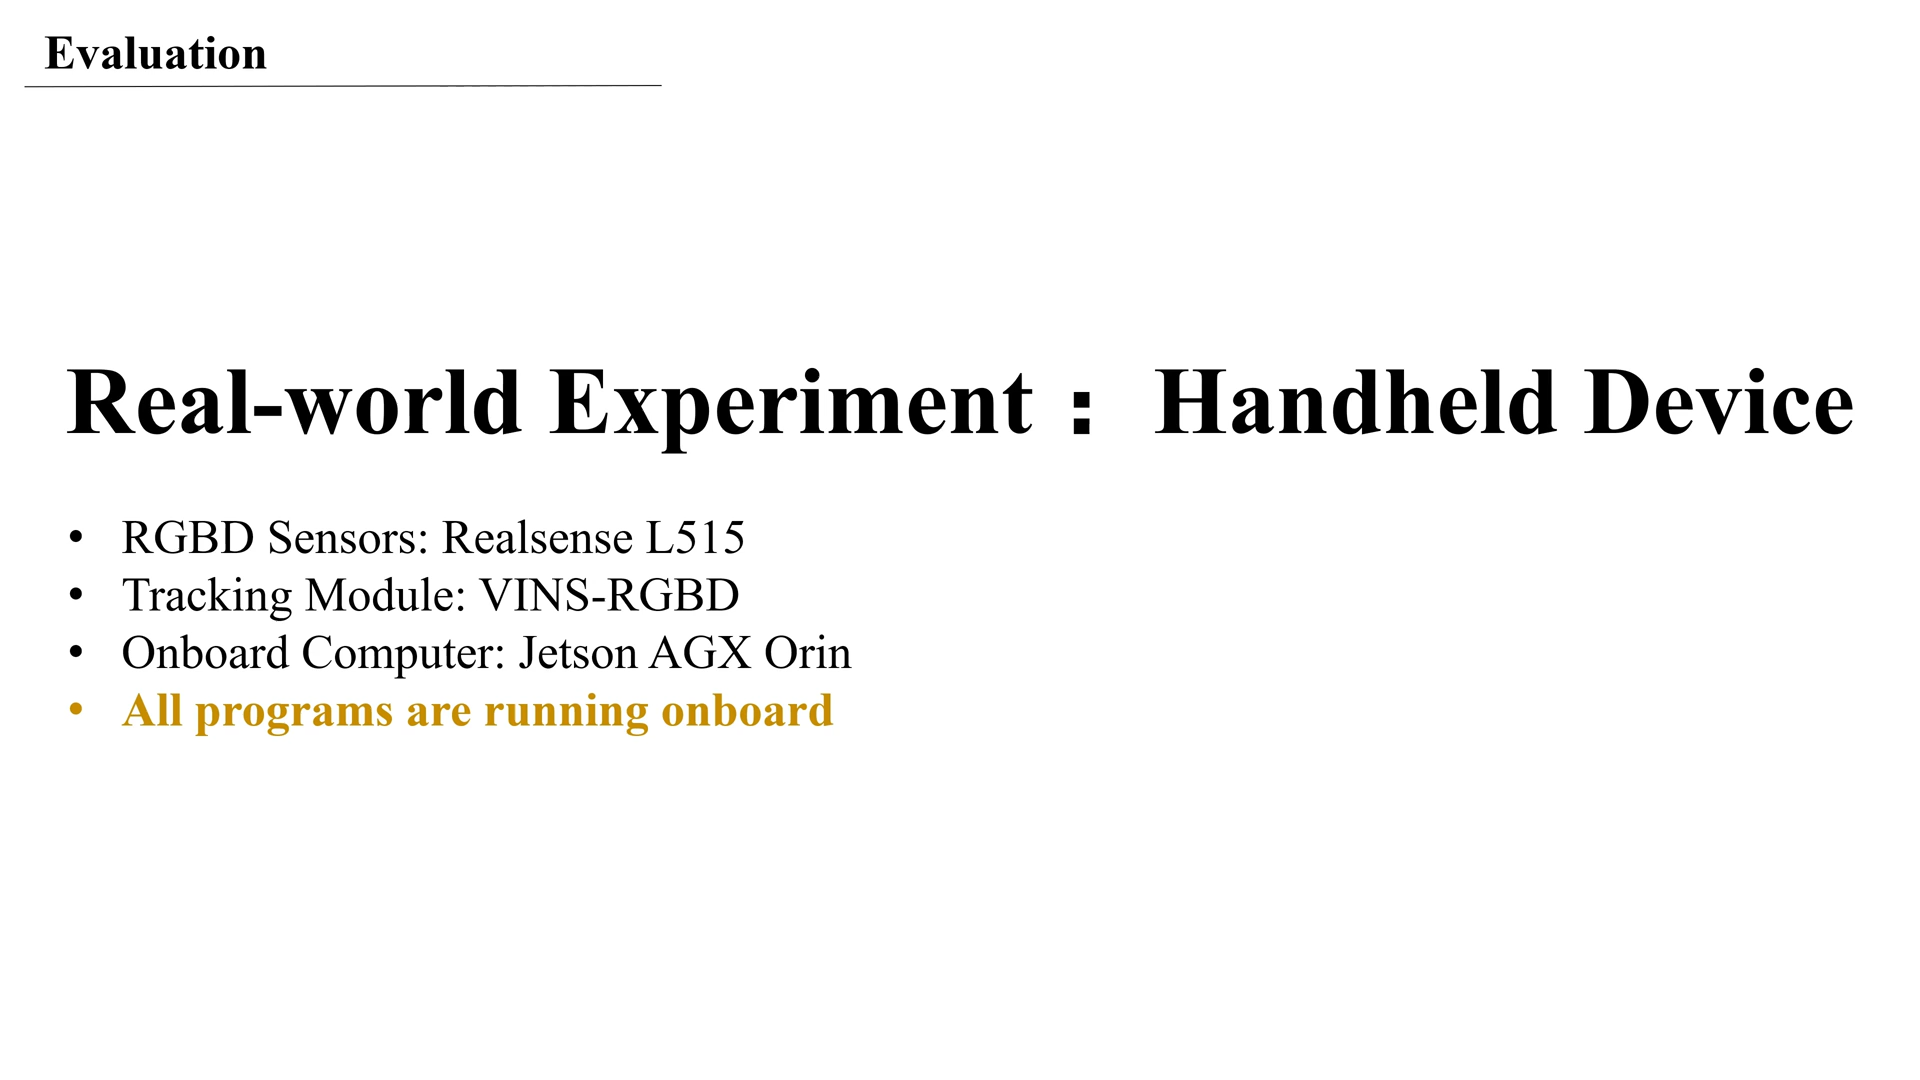 Evaluation
Real-world Experiment：Handheld Device
• RGBD Sensors: Realsense L515
• Tracking Module: VINS-RGBD
• Onboard Computer: Jetson AGX Orin
• All programs are running onboard